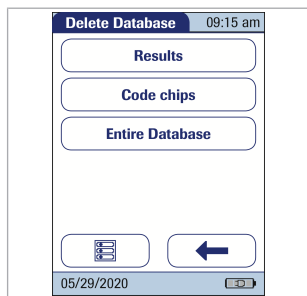 Delete Database 09:15 am
Results
Code chips
Entire Database
05/29/2020